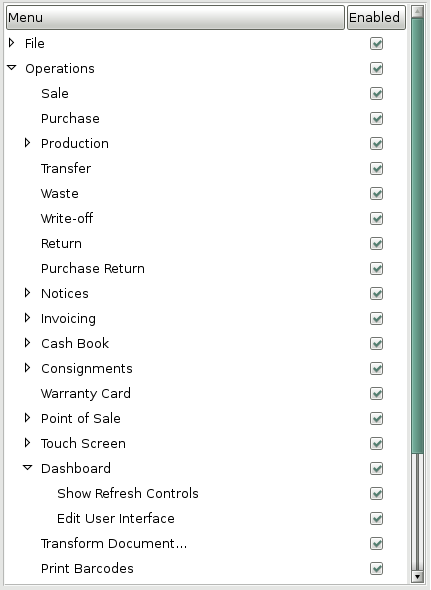 Menu Enabled
File
Operations
Sale
Purchase
Production
Transfer
Waste
Write-off
Return
Purchase Return
Notices
Invoicing
Cash Book
Consignments
Warranty Card
Point of Sale
Touch Screen
Dashboard
Show Refresh Controls
Edit User Interface
Transform Document...
Print Barcodes